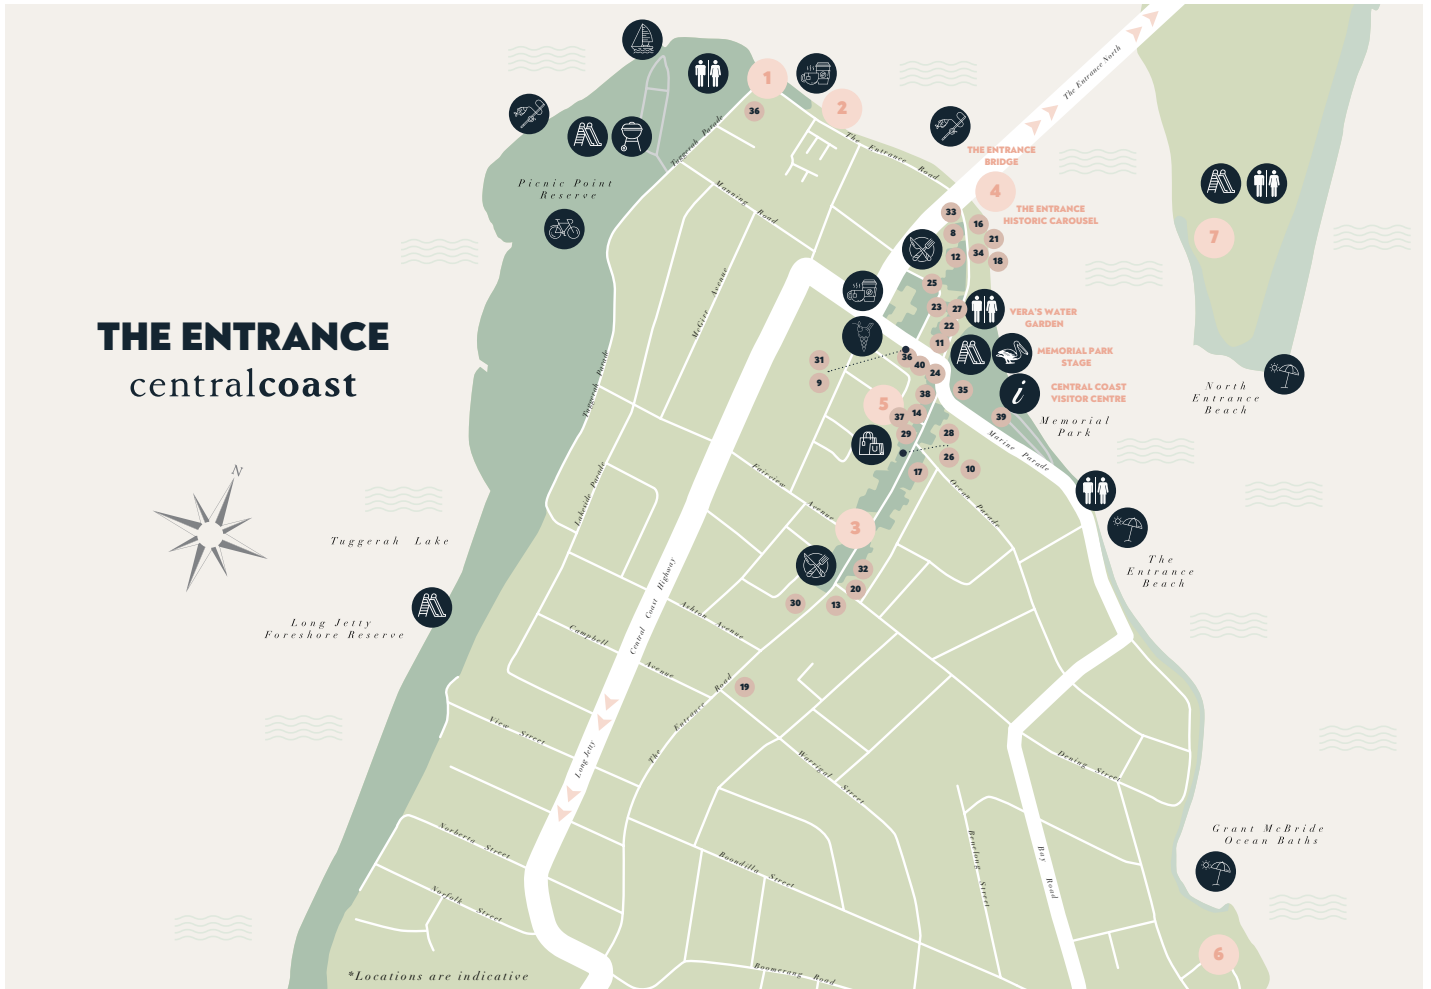 THE ENTRANCE
centralcoast
N
Tuggerah Lake
Long Jetty
Foreshore Reserve
Picnic Point
Reserve
1
36
2
Tuggerah Parade
The Entrance Road
Manning Road
McGirr Avenue
Tuggerah Parade
Lakeside Parade
The Entrance North
THE ENTRANCE
BRIDGE
4
THE ENTRANCE
HISTORIC CAROUSEL
33
16
8
21
12
34
18
25
23
27
22
11
VERA'S WATER
GARDEN
MEMORIAL PARK
STAGE
i
CENTRAL COAST
VISITOR CENTRE
Memorial
Park
7
North
Entrance
Beach
31
9
36
40
24
35
38
5
37
14
39
29
28
26
10
17
Marine Parade
Ocean Parade
Fairview Avenue
3
32
20
30
13
The
Entrance
Beach
Central Coast Highway
Ashton Avenue
Campbell Avenue
19
The Entrance Road
View Street
Long Jetty
Warrigal Street
Dening Street
Norberta Street
Norfolk Street
Boondilla Street
Benelong Street
Bay Road
Boomerang Road
Grant McBride
Ocean Baths
6
*Locations are indicative